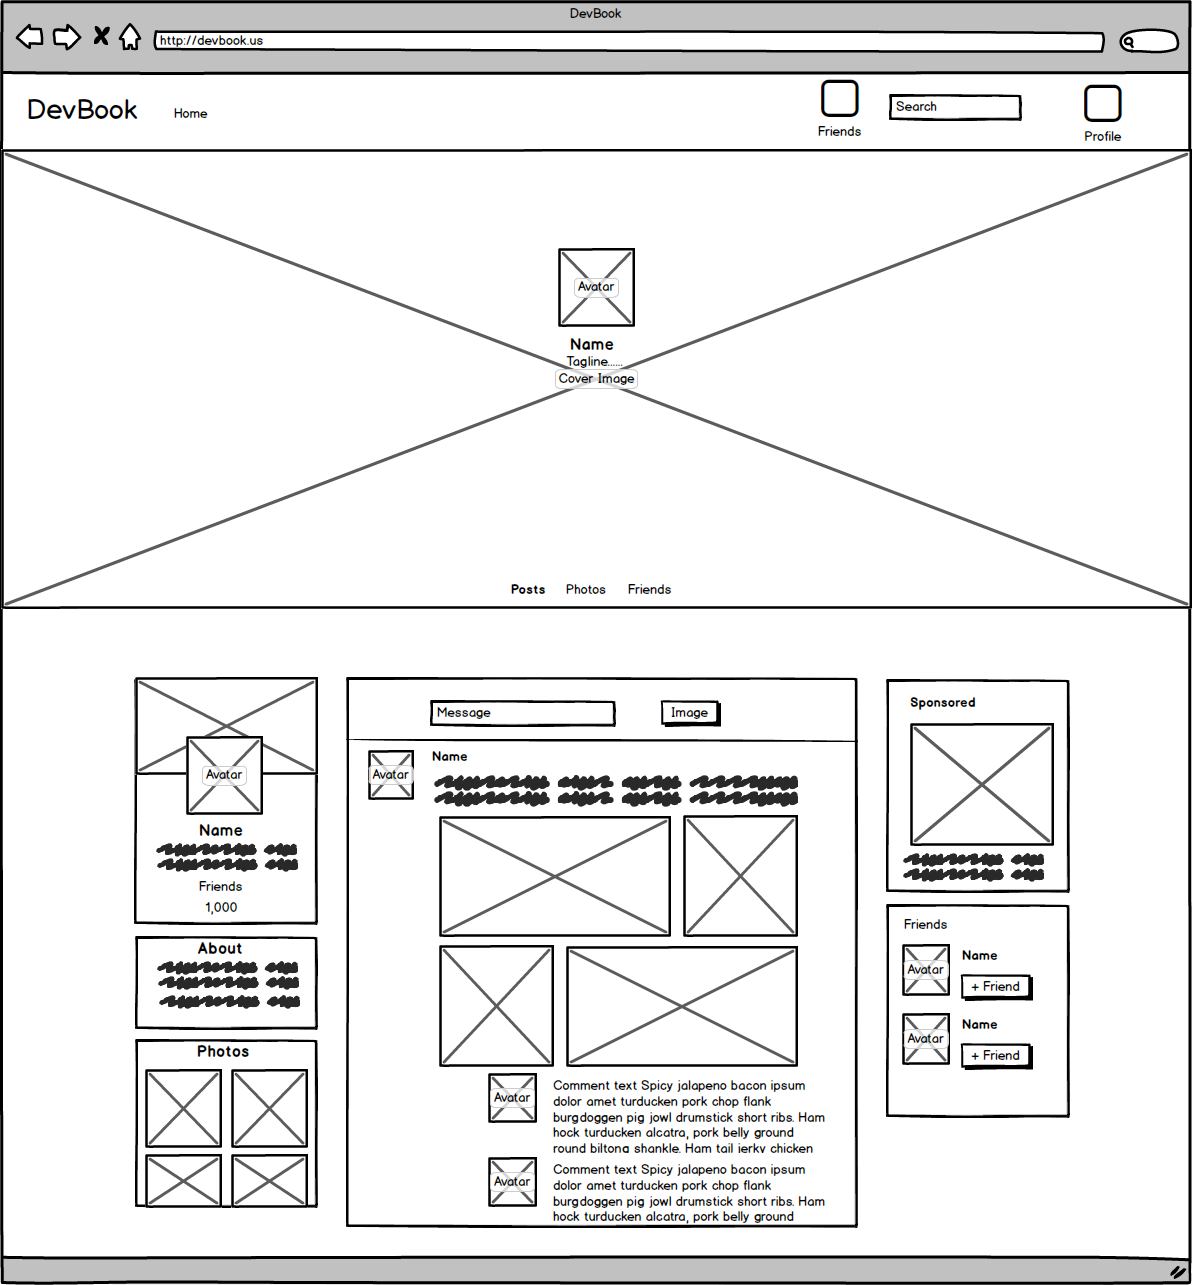 DevBook
http://devbook.us
DevBook
Home
Friends
Search
Profile
Avatar
Name
Tagline......
Cover Image
Posts
Photos
Friends
Avatar
Name
Friends
1,000
About
Photos
Message
Image
Avatar
Name
Avatar
Comment text Spicy jalapeno bacon ipsum
dolor amet turducken pork chop flank
burgdoggen pig jowl drumstick short ribs. Ham
hock turducken alcatra, pork belly ground
round biltong shankle. Ham tail jerky chicken
Avatar
Comment text Spicy jalapeno bacon ipsum
dolor amet turducken pork chop flank
burgdoggen pig jowl drumstick short ribs. Ham
hock turducken alcatra, pork belly ground
Sponsored
Friends
Avatar
Name
+ Friend
Avatar
Name
+ Friend